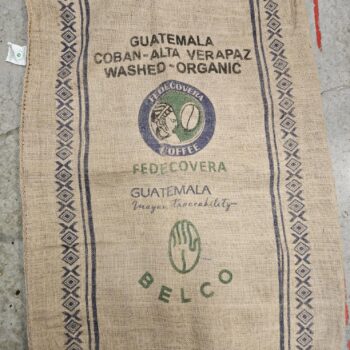 GUATEMALA
COBAN-ALTA VERAPAZ
WASHED-ORGANIC
FEDECOVERA
COFFEE
FEDECOVERA
GUATEMALA
Mayan traceability
BELCO